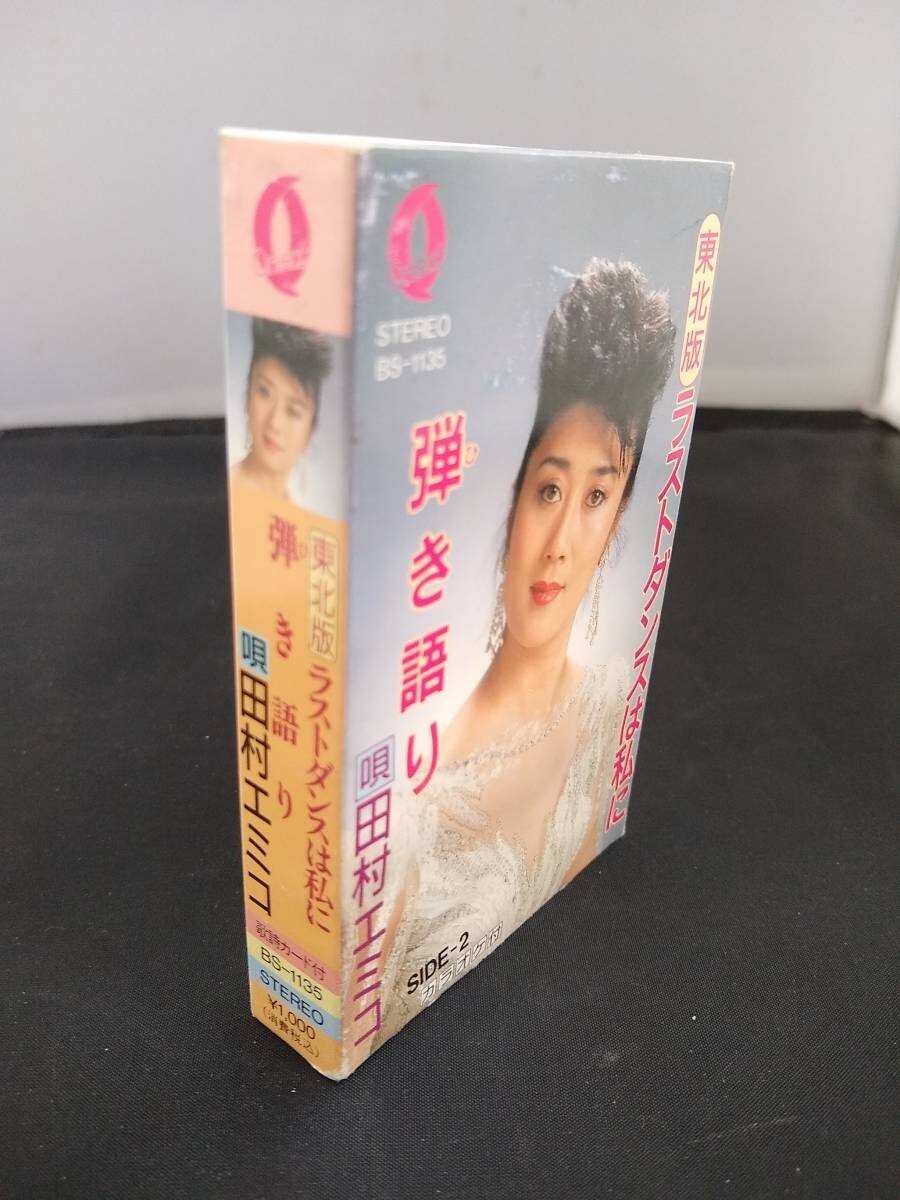 STEREO
BS-1135
東北版
ラストダンスは私に
弾き語り
ひ
唄
田村エミコ
SIDE-2
カラオケ付
東北版
ラストダンスは私に
弾き語り
ひ
唄
田村エミコ
歌詩カード付
BS-1135
STEREO
¥1,000
(消費税込)